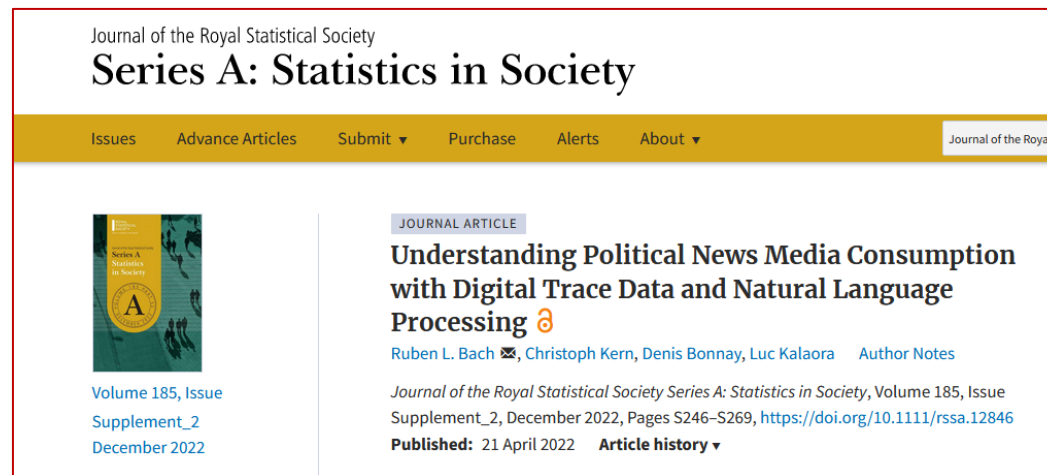 Journal of the Royal Statistical Society
Series A: Statistics in Society
Issues Advance Articles Submit ▾ Purchase Alerts About ▾ Journal of the Roya
Series A
Statistics
in Society
A
Volume 185, Issue
Supplement_2
December 2022
JOURNAL ARTICLE
Understanding Political News Media Consumption
with Digital Trace Data and Natural Language
Processing
Ruben L. Bach, Christoph Kern, Denis Bonnay, Luc Kalaora Author Notes
Journal of the Royal Statistical Society Series A: Statistics in Society, Volume 185, Issue
Supplement_2, December 2022, Pages S246–S269, https://doi.org/10.1111/rssa.12846
Published: 21 April 2022 Article history ▾